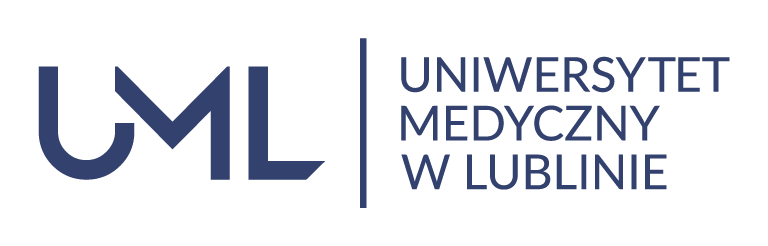 UML
UNIWERSYTET
MEDYCZNY
W LUBLINIE